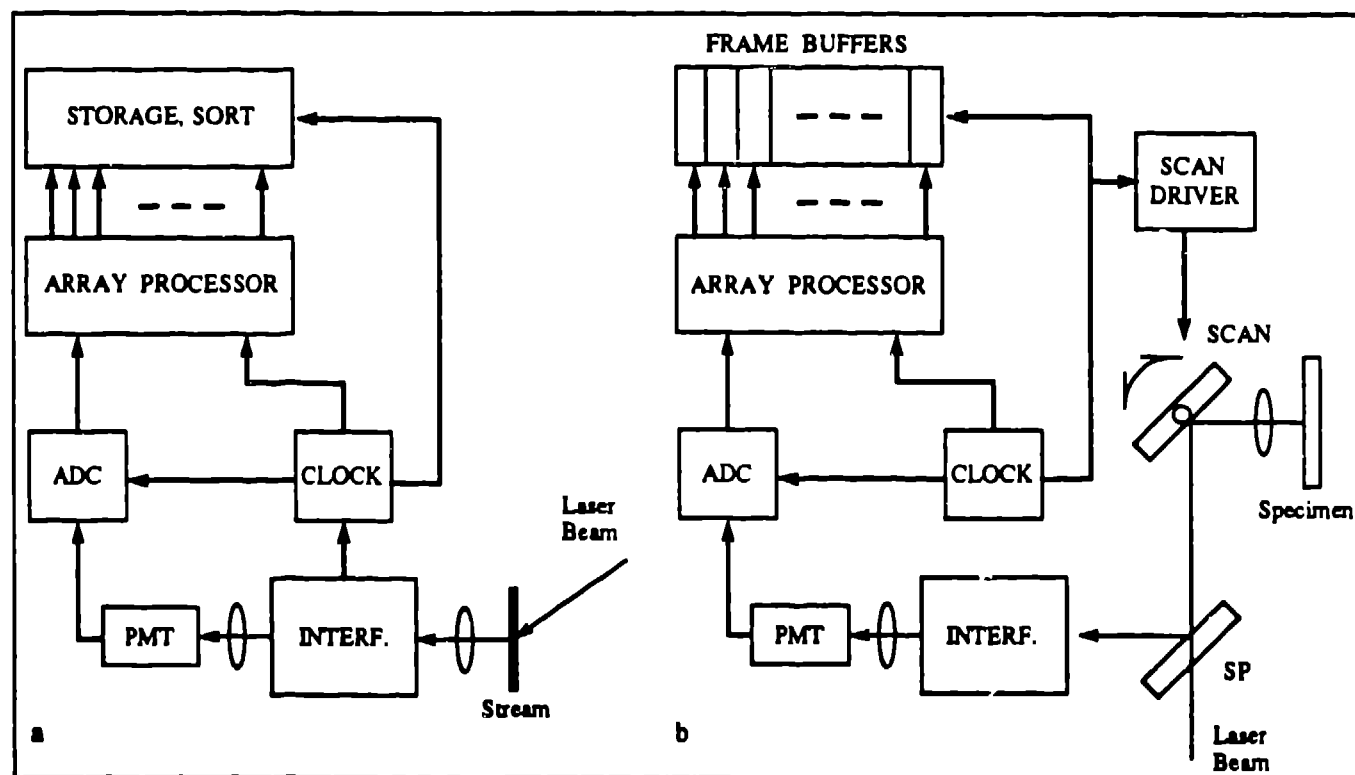 STORAGE, SORT
ARRAY PROCESSOR
ADC
CLOCK
Laser
Beam
PMT
INTERF.
Stream
a
FRAME BUFFERS
SCAN
DRIVER
ARRAY PROCESSOR
SCAN
ADC
CLOCK
Specimen
PMT
INTERF.
SP
b
Laser
Beam